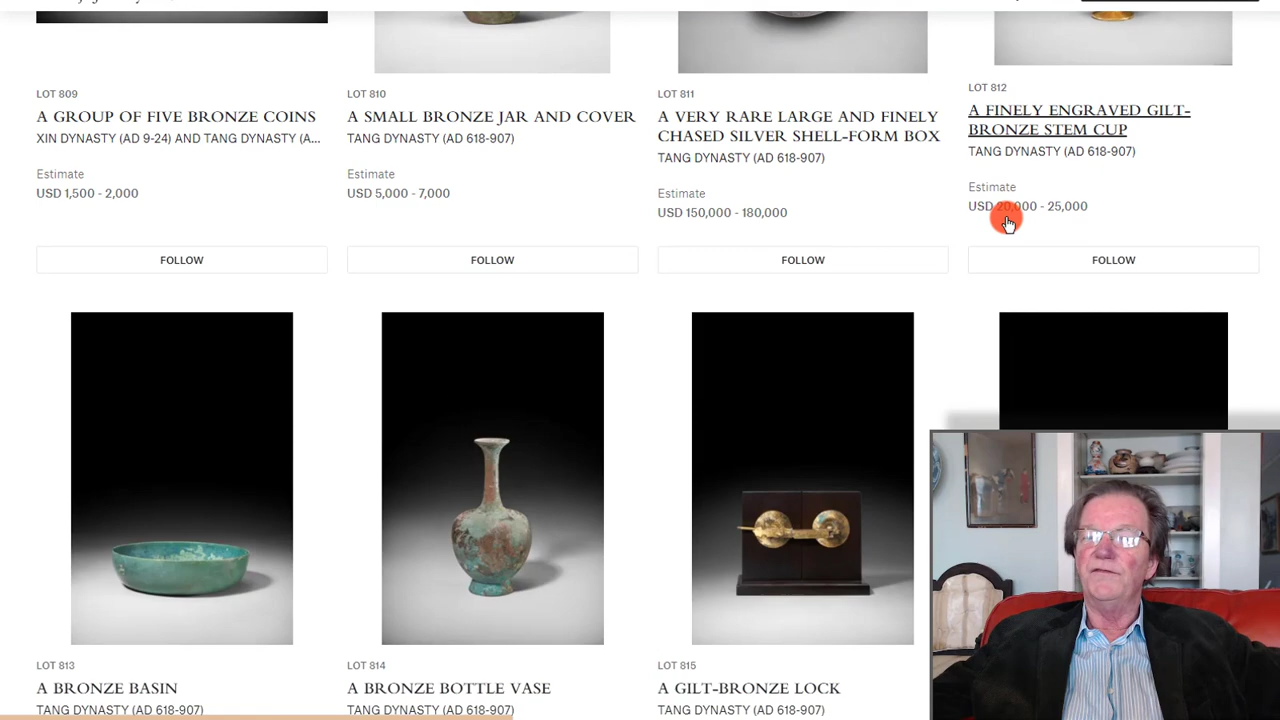 LOT 809
A GROUP OF FIVE BRONZE COINS
XIN DYNASTY (AD 9-24) AND TANG DYNASTY (A...
Estimate
USD 1,500 - 2,000
FOLLOW
LOT 810
A SMALL BRONZE JAR AND COVER
TANG DYNASTY (AD 618-907)
Estimate
USD 5,000 - 7,000
FOLLOW
LOT 811
A VERY RARE LARGE AND FINELY
CHASED SILVER SHELL-FORM BOX
TANG DYNASTY (AD 618-907)
Estimate
USD 150,000 - 180,000
FOLLOW
LOT 812
A FINELY ENGRAVED GILT-
BRONZE STEM CUP
TANG DYNASTY (AD 618-907)
Estimate
USD 20,000 - 25,000
FOLLOW
LOT 813
A BRONZE BASIN
TANG DYNASTY (AD 618-907)
LOT 814
A BRONZE BOTTLE VASE
TANG DYNASTY (AD 618-907)
LOT 815
A GILT-BRONZE LOCK
TANG DYNASTY (AD 618-907)